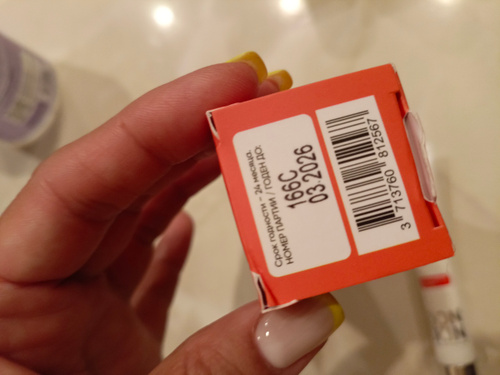 Срок годности – 24 месяца.
НОМЕР ПАРТИИ / ГОДЕН ДО:
166C
03 2026
3 713760 812567